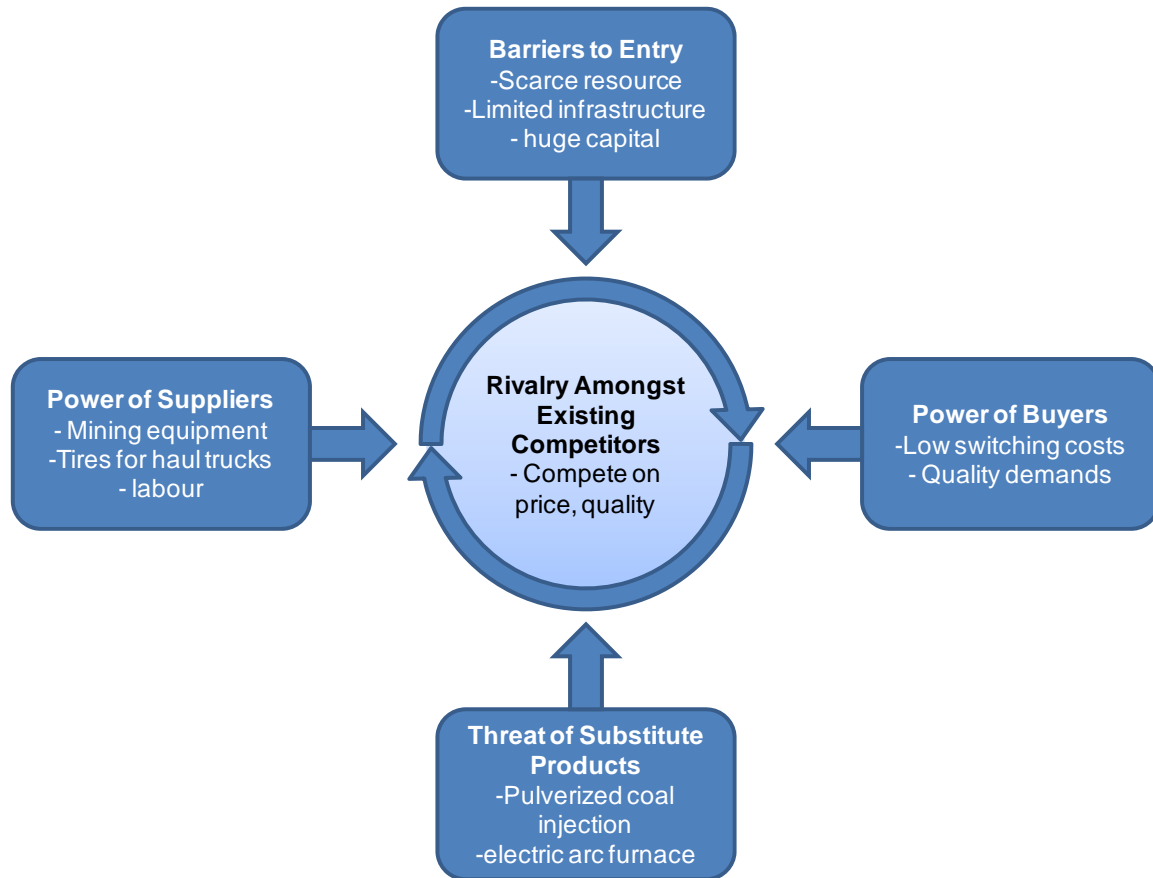 Barriers to Entry
-Scarce resource
-Limited infrastructure
- huge capital
Power of Suppliers
- Mining equipment
-Tires for haul trucks
- labour
Rivalry Amongst
Existing
Competitors
- Compete on
price, quality
Power of Buyers
-Low switching costs
- Quality demands
Threat of Substitute
Products
-Pulverized coal
injection
-electric arc furnace